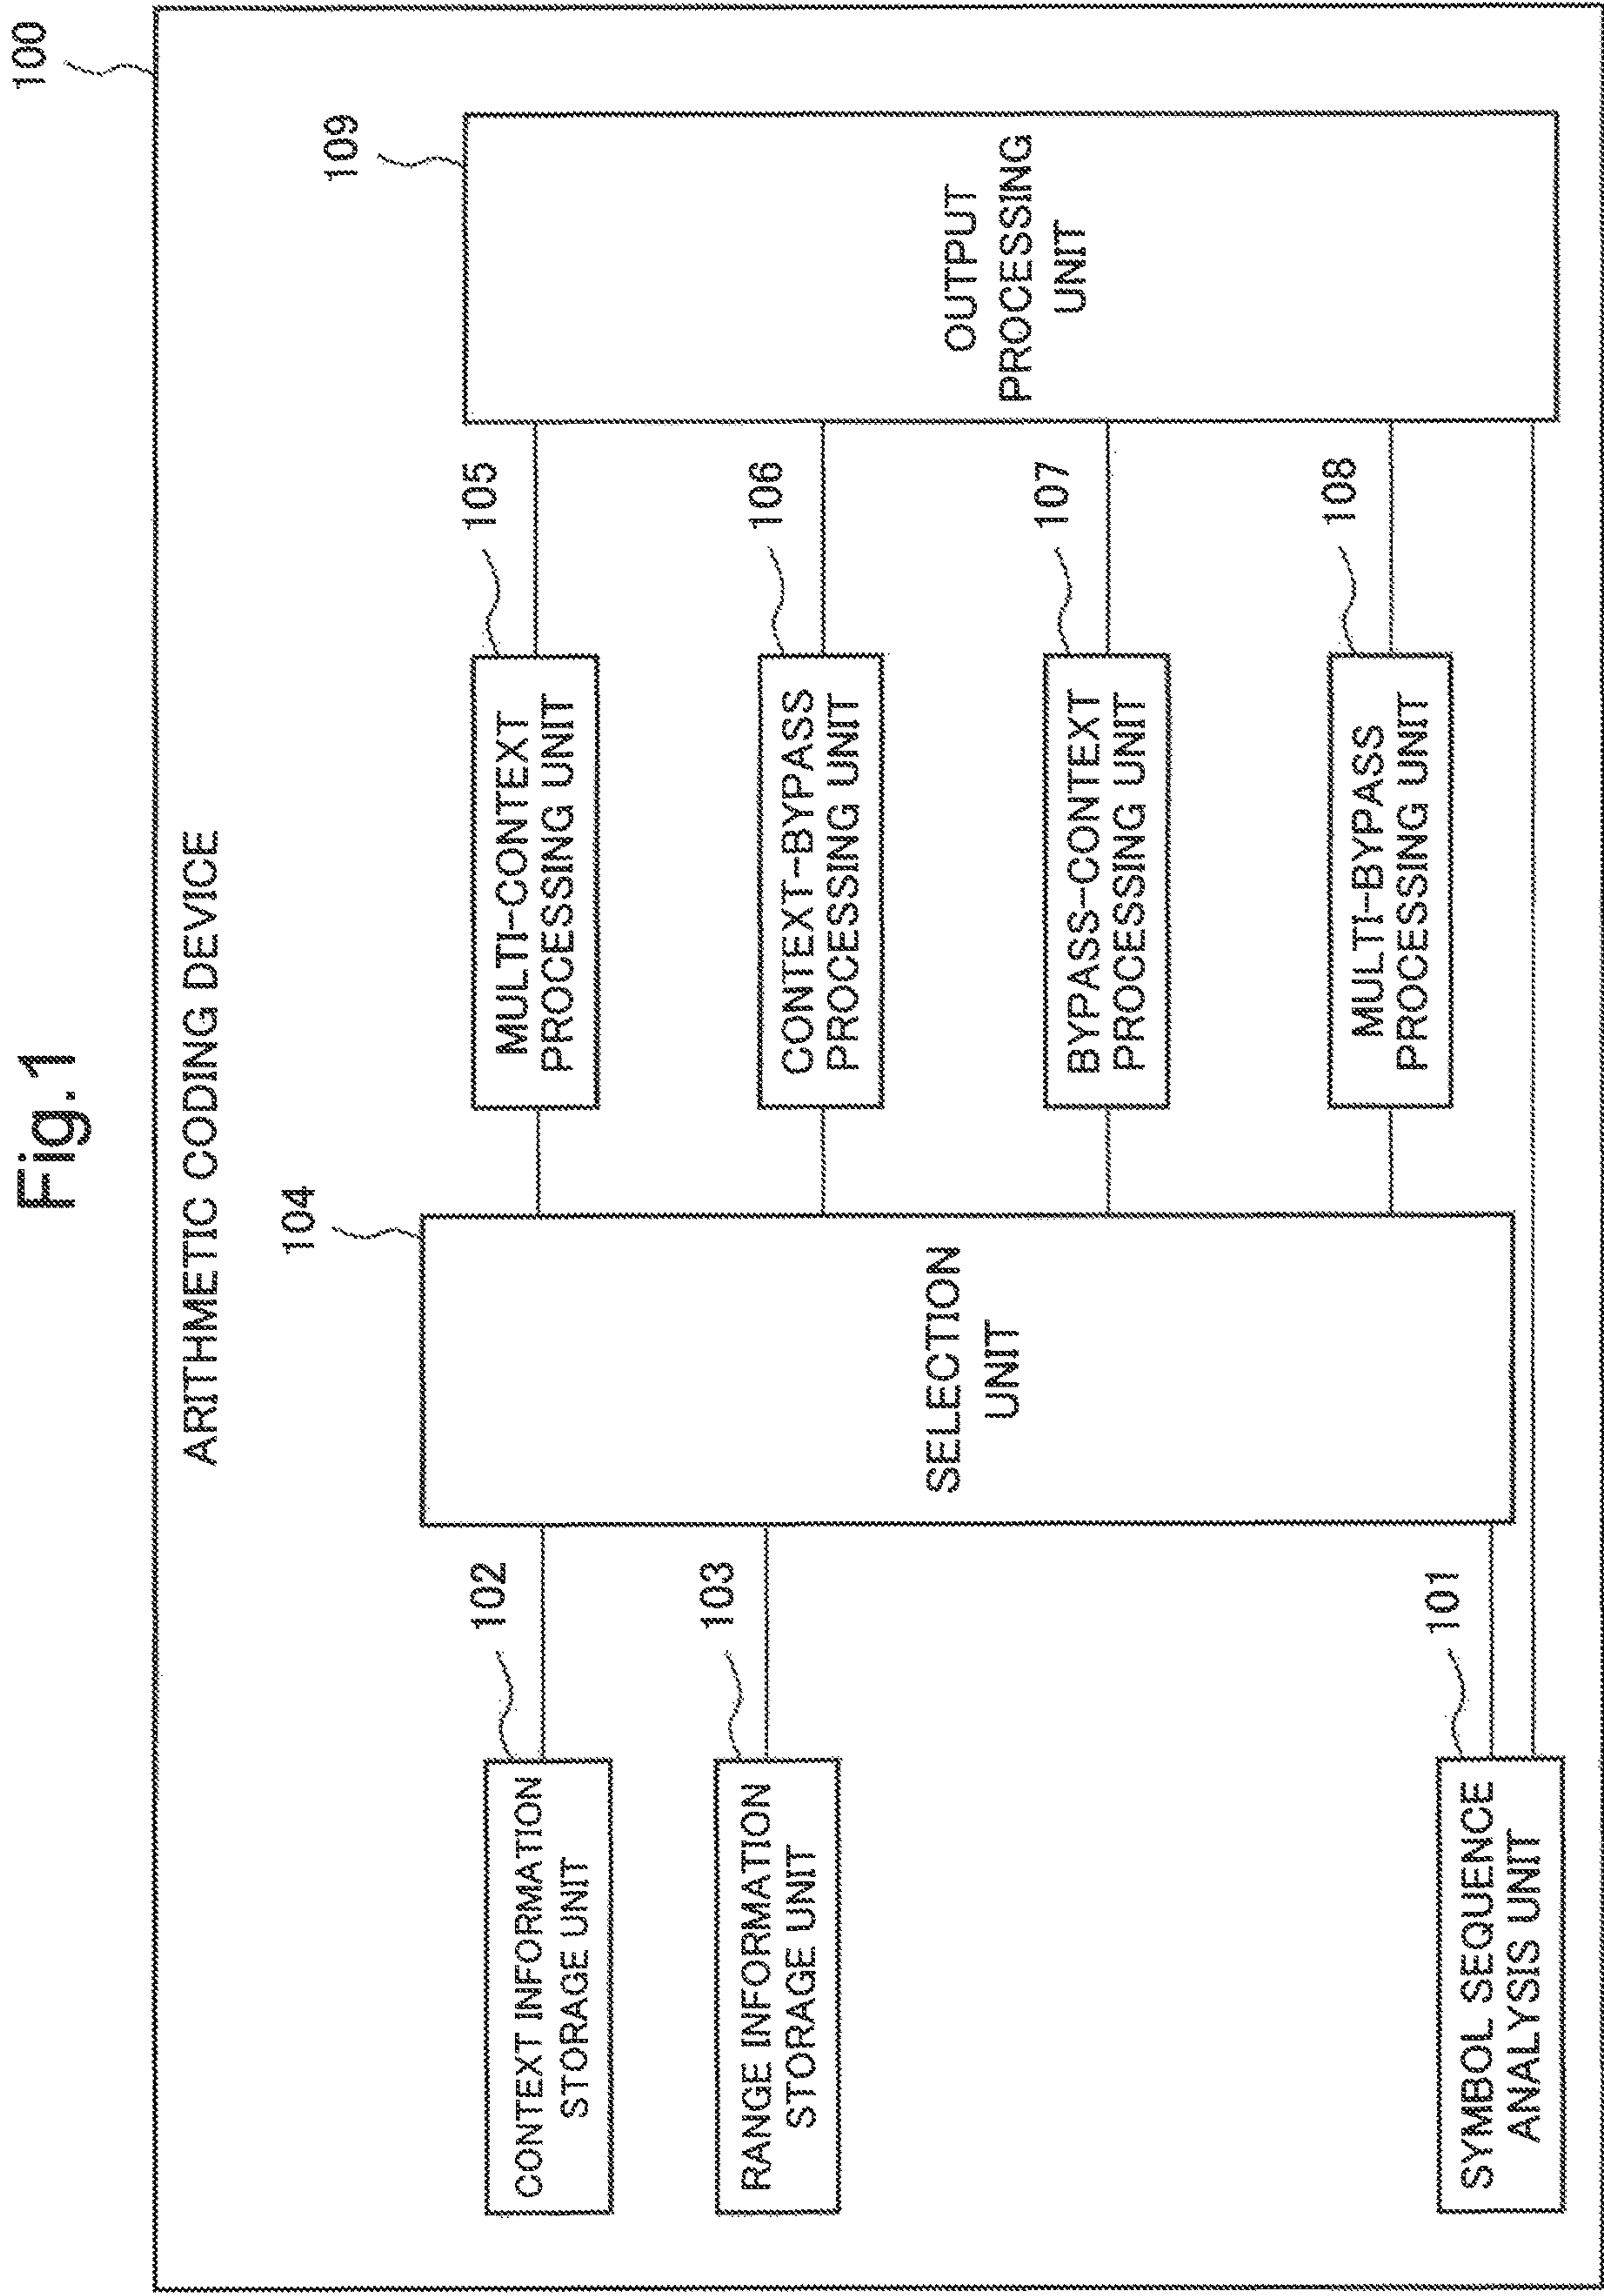 Fig.1
100
ARITHMETIC CODING DEVICE
102
CONTEXT INFORMATION
STORAGE UNIT
103
RANGE INFORMATION
STORAGE UNIT
101
SYMBOL SEQUENCE
ANALYSIS UNIT
104
SELECTION
UNIT
105
MULTI-CONTEXT
PROCESSING UNIT
106
CONTEXT-BYPASS
PROCESSING UNIT
107
BYPASS-CONTEXT
PROCESSING UNIT
108
MULTI-BYPASS
PROCESSING UNIT
109
OUTPUT
PROCESSING
UNIT